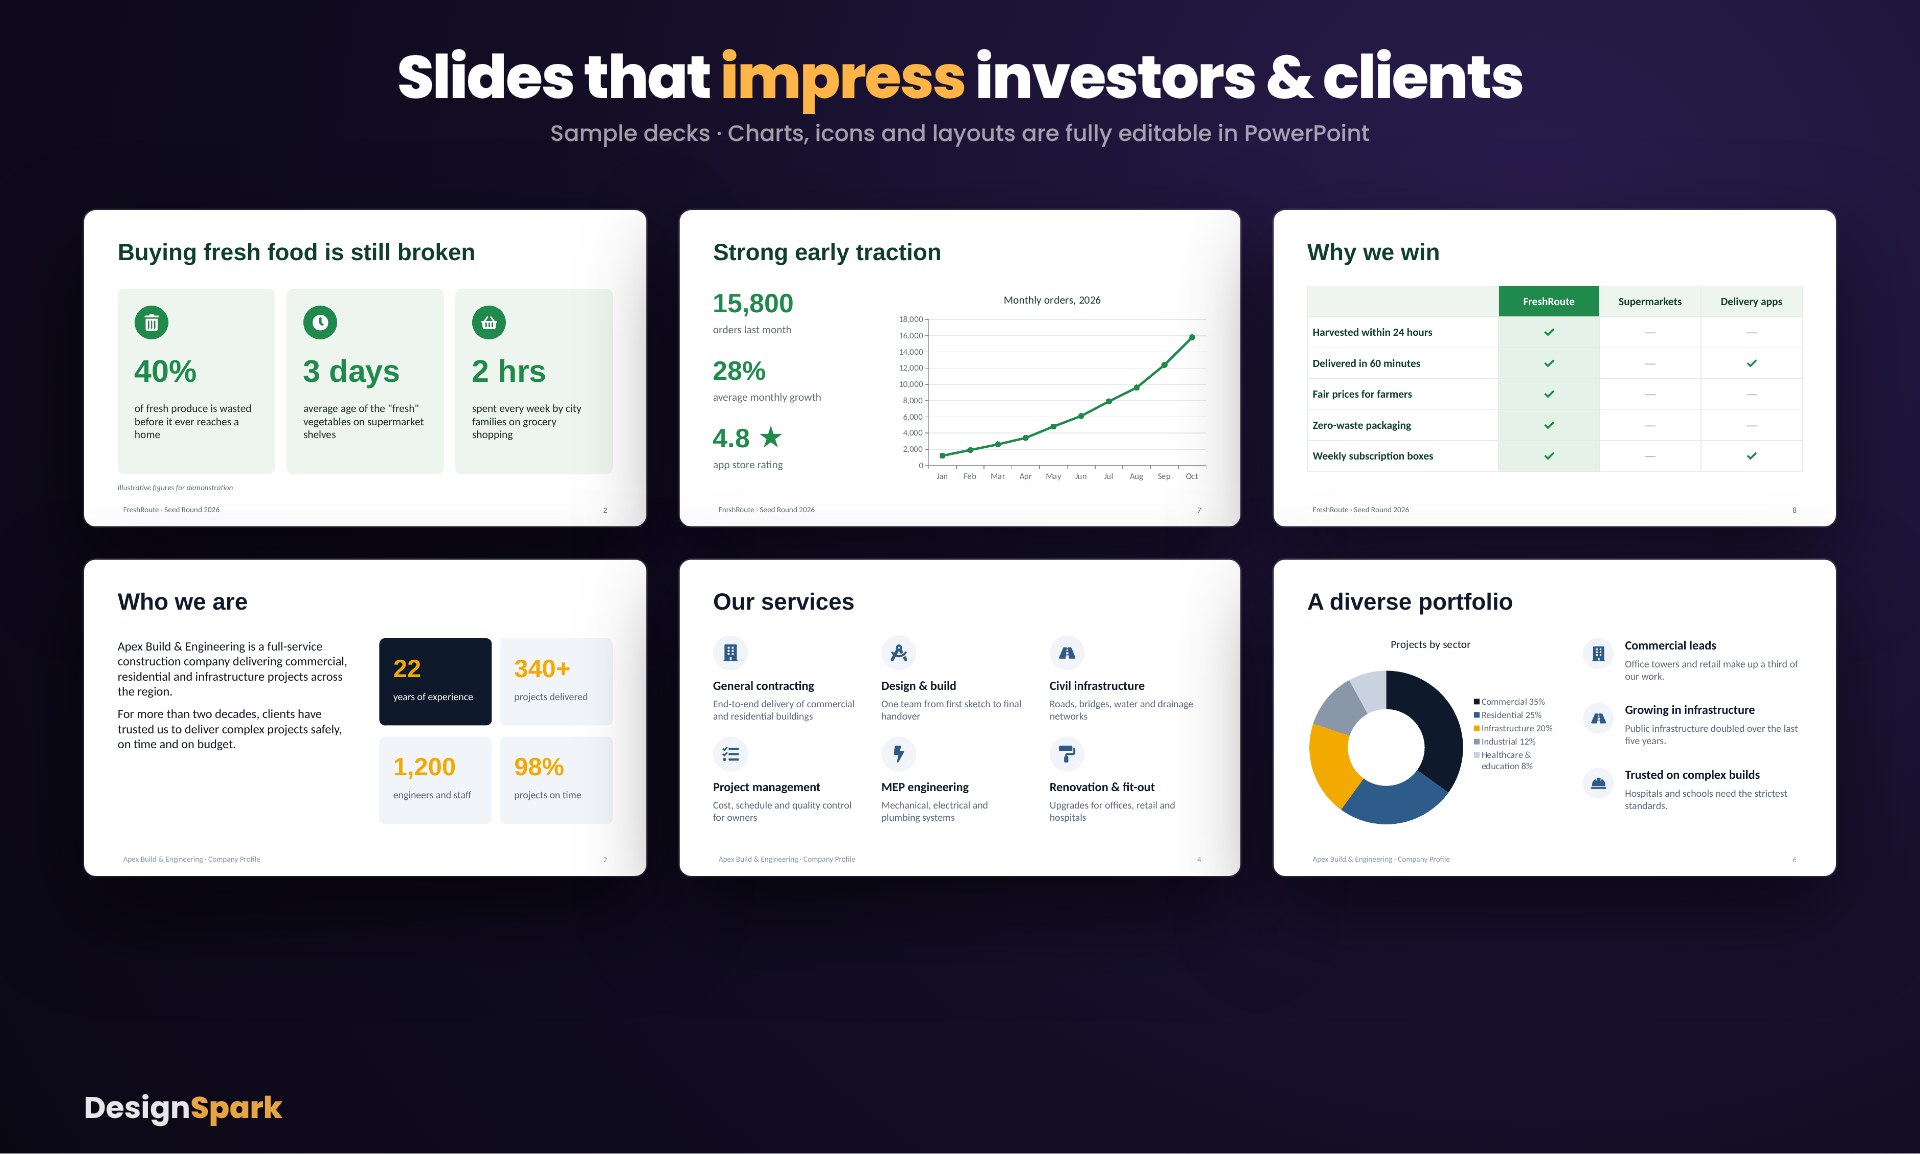 Slides that impress investors & clients
Sample decks · Charts, icons and layouts are fully editable in PowerPoint
Buying fresh food is still broken
40%
of fresh produce is wasted
before it ever reaches a
home
3 days
average age of the "fresh"
vegetables on supermarket
shelves
2 hrs
spent every week by city
families on grocery
shopping
Illustrative figures for demonstration
FreshRoute · Seed Round 2026
2
Strong early traction
15,800
orders last month
28%
average monthly growth
4.8 ★
app store rating
Monthly orders, 2026
18,000
16,000
14,000
12,000
10,000
8,000
6,000
4,000
2,000
0
Jan Feb Mar Apr May Jun Jul Aug Sep Oct
FreshRoute · Seed Round 2026
7
Why we win
FreshRoute Supermarkets Delivery apps
Harvested within 24 hours ✓ — —
Delivered in 60 minutes ✓ — ✓
Fair prices for farmers ✓ — —
Zero-waste packaging ✓ — —
Weekly subscription boxes ✓ — ✓
FreshRoute · Seed Round 2026
8
Who we are
Apex Build & Engineering is a full-service
construction company delivering commercial,
residential and infrastructure projects across
the region.
For more than two decades, clients have
trusted us to deliver complex projects safely,
on time and on budget.
22
years of experience
340+
projects delivered
1,200
engineers and staff
98%
projects on time
Apex Build & Engineering · Company Profile
2
Our services
General contracting
End-to-end delivery of commercial
and residential buildings
Design & build
One team from first sketch to final
handover
Civil infrastructure
Roads, bridges, water and drainage
networks
Project management
Cost, schedule and quality control
for owners
MEP engineering
Mechanical, electrical and
plumbing systems
Renovation & fit-out
Upgrades for offices, retail and
hospitals
Apex Build & Engineering · Company Profile
4
A diverse portfolio
Projects by sector
Commercial 35%
Residential 25%
Infrastructure 20%
Industrial 12%
Healthcare &
education 8%
Commercial leads
Office towers and retail make up a third of
our work.
Growing in infrastructure
Public infrastructure doubled over the last
five years.
Trusted on complex builds
Hospitals and schools need the strictest
standards.
Apex Build & Engineering · Company Profile
6
DesignSpark